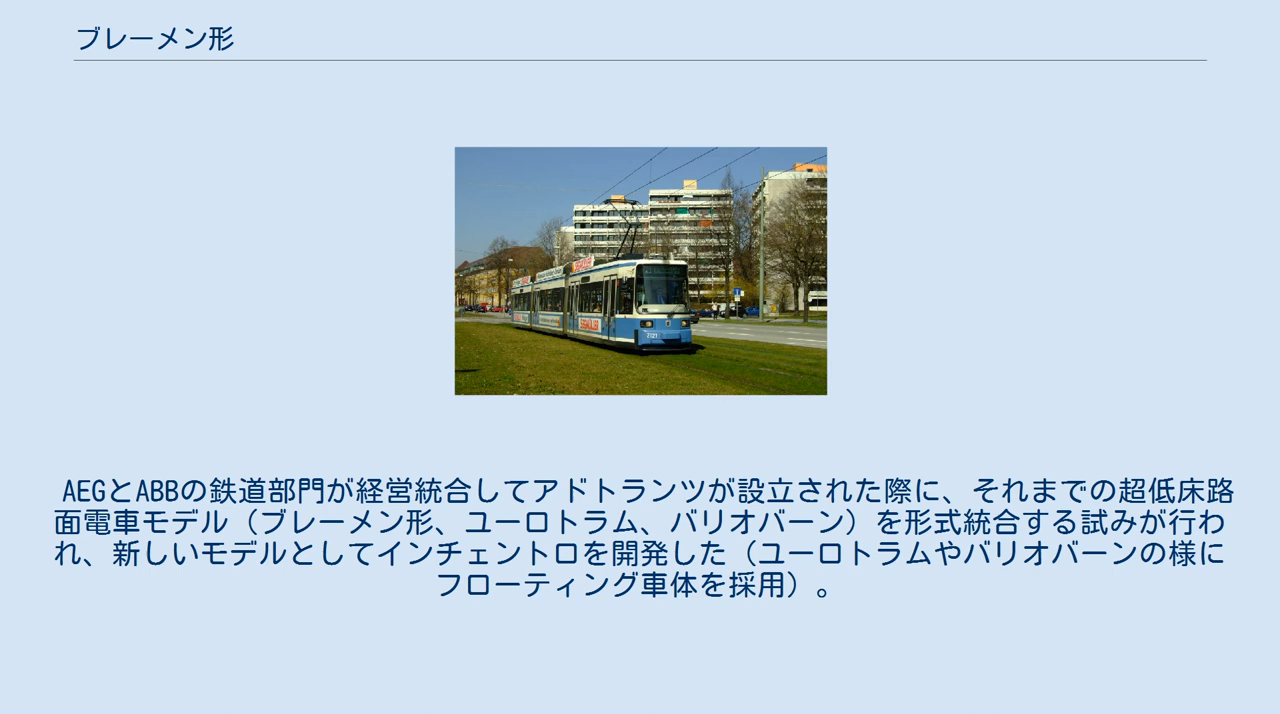 ブレーメン形
2121
AEGとABBの鉄道部門が経営統合してアドトランツが設立された際に、それまでの超低床路
面電車モデル（ブレーメン形、ユーロトラム、バリオバーン）を形式統合する試みが行わ
れ、新しいモデルとしてインチェントロを開発した（ユーロトラムやバリオバーンの様に
フローティング車体を採用）。